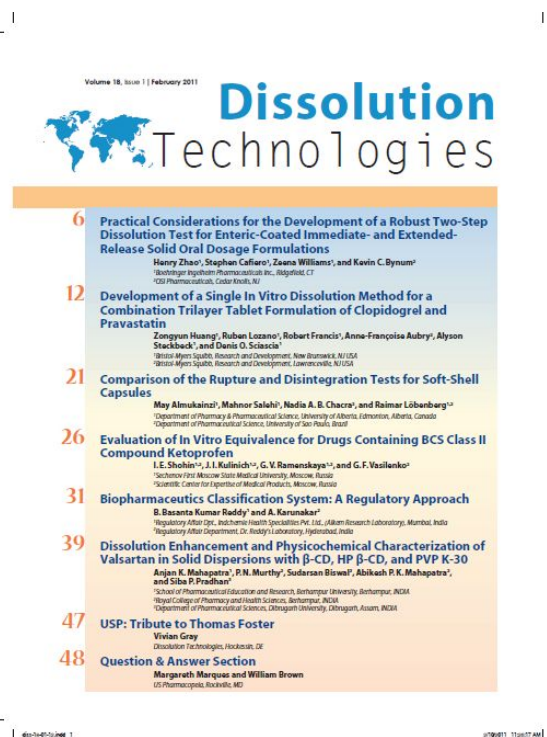 Volume 18, Issue 1 | February 2011
Dissolution
Technologies
6
Practical Considerations for the Development of a Robust Two-Step
Dissolution Test for Enteric-Coated Immediate- and Extended-
Release Solid Oral Dosage Formulations
Henry Zhao¹, Stephen Cafiero¹, Zeena Williams¹, and Kevin C. Bynum²
¹Boehringer Ingelheim Pharmaceuticals Inc., Ridgefield, CT
²OSI Pharmaceuticals, Cedar Knolls, NJ
12
Development of a Single In Vitro Dissolution Method for a
Combination Trilayer Tablet Formulation of Clopidogrel and
Pravastatin
Zongyun Huang¹, Ruben Lozano¹, Robert Francis¹, Anne-Françoise Aubry², Alyson
Steckbeck¹, and Denis O. Sciascia¹
¹Bristol-Myers Squibb, Research and Development, New Brunswick, NJ USA
²Bristol-Myers Squibb, Research and Development, Lawrenceville, NJ USA
21
Comparison of the Rupture and Disintegration Tests for Soft-Shell
Capsules
May Almukainzi¹, Mahnor Salehi¹, Nadia A. B. Chacra², and Raimar Löbenberg¹,³
¹Department of Pharmacy & Pharmaceutical Science, University of Alberta, Edmonton, Alberta, Canada
²Department of Pharmaceutical Science, University of Sao Paulo, Brazil
26
Evaluation of In Vitro Equivalence for Drugs Containing BCS Class II
Compound Ketoprofen
I. E. Shohin¹,², J. I. Kulinich¹,², G. V. Ramenskaya¹,², and G. F. Vasilenko²
¹Sechenov First Moscow State Medical University, Moscow, Russia
²Scientific Center for Expertise of Medical Products, Moscow, Russia
31
Biopharmaceutics Classification System: A Regulatory Approach
B. Basanta Kumar Reddy¹ and A. Karunakar²
¹Regulatory Affair Dpt., Indchemie Health Specialities Pvt. Ltd., (Alkem Research Laboratory), Mumbai, India
²Regulatory Affair Department, Dr. Reddy's Laboratory, Hyderabad, India
39
Dissolution Enhancement and Physicochemical Characterization of
Valsartan in Solid Dispersions with β-CD, HP β-CD, and PVP K-30
Anjan K. Mahapatra¹, P. N. Murthy², Sudarsan Biswal², Abikesh P. K. Mahapatra²,
and Siba P. Pradhan³
¹School of Pharmaceutical Education and Research, Berhampur University, Berhampur, INDIA
²Royal College of Pharmacy and Health Sciences, Berhampur, INDIA
³Department of Pharmaceutical Sciences, Dibrugarh University, Dibrugarh, Assam, INDIA
47
USP: Tribute to Thomas Foster
Vivian Gray
Dissolution Technologies, Hockessin, DE
48
Question & Answer Section
Margareth Marques and William Brown
US Pharmacopeia, Rockville, MD